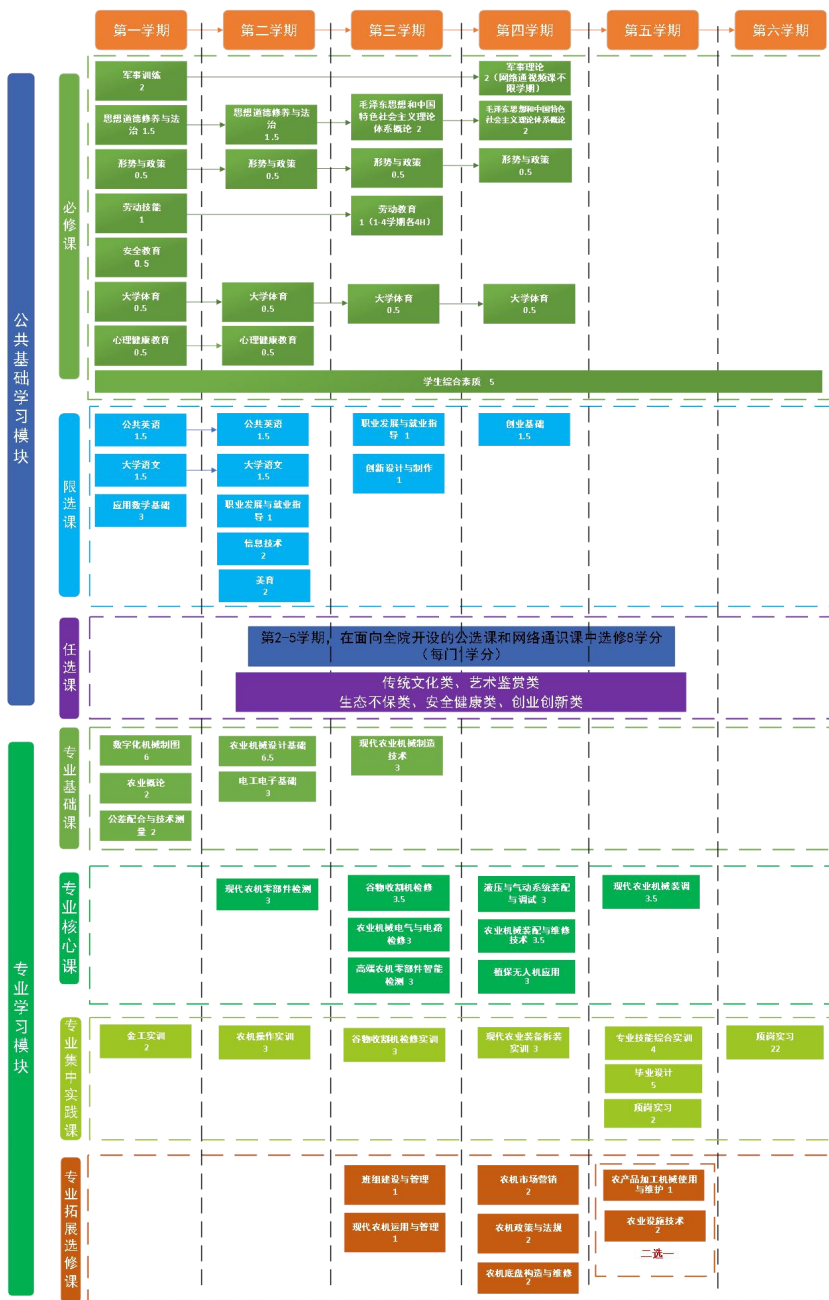 第一学期
第二学期
第三学期
第四学期
第五学期
第六学期
公共基础学习模块
必修课
军事训练
2
军事理论
2（网络通视频课不
限学期）
思想道德修养与法
治 1.5
思想道德修养与法
治
1.5
毛泽东思想和中国
特色社会主义理论
体系概论 2
毛泽东思想和中国特色
社会主义理论体系概论
2
形势与政策
0.5
形势与政策
0.5
形势与政策
0.5
形势与政策
0.5
劳动技能
1
劳动教育
1（1-4学期各4H）
安全教育
0.5
大学体育
0.5
大学体育
0.5
大学体育
0.5
大学体育
0.5
心理健康教育
0.5
心理健康教育
0.5
学生综合素质 5
限选课
公共英语
1.5
公共英语
1.5
职业发展与就业指
导 1
创业基础
1.5
大学语文
1.5
大学语文
1.5
创新设计与制作
1
应用数学基础
3
职业发展与就业指
导 1
信息技术
2
美育
2
任选课
第2-5学期，在面向全院开设的公选课和网络通识课中选修8学分
（每门1学分）
传统文化类、艺术鉴赏类
生态不保类、安全健康类、创业创新类
专业学习模块
专业基础课
数字化机械制图
6
农业机械设计基础
6.5
现代农业机械制造
技术
3
农业概论
2
电工电子基础
3
公差配合与技术测
量 2
专业核心课
现代农机零部件检测
3
谷物收割机检修
3.5
液压与气动系统装配
与调试 3
现代农业机械装调
3.5
农业机械电气与电路
检修3
农业机械装配与维修
技术 3.5
高端农机零部件智能
检测 3
植保无人机应用
3
专业集中实践课
金工实训
2
农机操作实训
3
谷物收割机检修实训
3
现代农业装备拆装
实训 3
专业技能综合实训
4
顶岗实习
22
毕业设计
5
顶岗实习
2
专业拓展选修课
班组建设与管理
1
农机市场营销
2
农产品加工机械使用
与维护 1
现代农机运用与管理
1
农机政策与法规
2
农业设施技术
2
二选一
农机底盘构造与维修
2